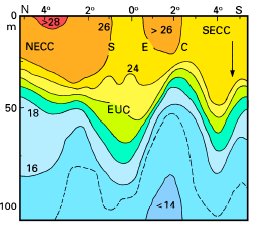 N 4° 2° 0° 2° 4° S
0
m
>28 26 > 26 SECC
NECC S E C
24
50
18 EUC
16
100 ≤14